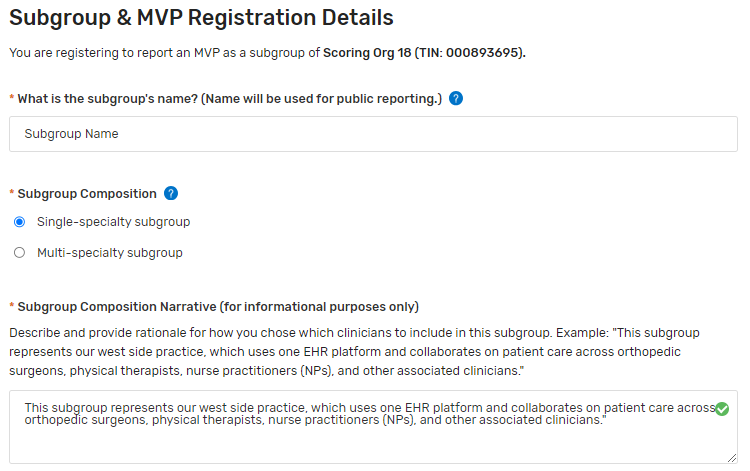 Subgroup & MVP Registration Details
You are registering to report an MVP as a subgroup of Scoring Org 18 (TIN: 000893695).
* What is the subgroup's name? (Name will be used for public reporting.) ?
Subgroup Name
* Subgroup Composition ?
Single-specialty subgroup
Multi-specialty subgroup
* Subgroup Composition Narrative (for informational purposes only)
Describe and provide rationale for how you chose which clinicians to include in this subgroup. Example: "This subgroup
represents our west side practice, which uses one EHR platform and collaborates on patient care across orthopedic
surgeons, physical therapists, nurse practitioners (NPs), and other associated clinicians."
This subgroup represents our west side practice, which uses one EHR platform and collaborates on patient care across
orthopedic surgeons, physical therapists, nurse practitioners (NPs), and other associated clinicians."